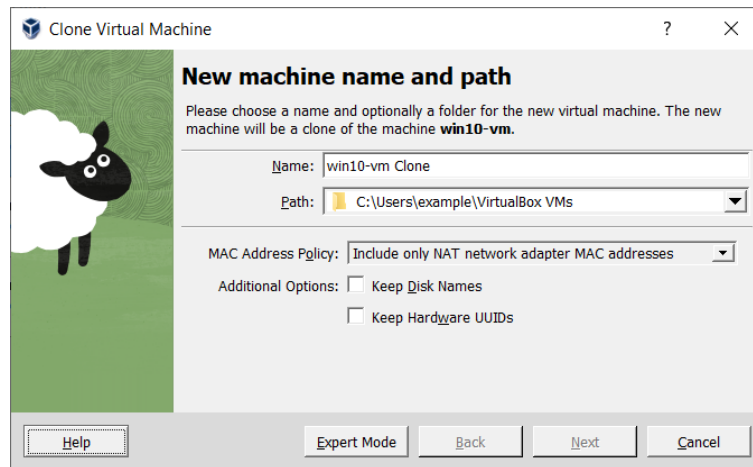 Clone Virtual Machine
?
New machine name and path
Please choose a name and optionally a folder for the new virtual machine. The new
machine will be a clone of the machine win10-vm.
Name: win10-vm Clone
Path: C:\Users\example\VirtualBox VMs
MAC Address Policy: Include only NAT network adapter MAC addresses
Additional Options: Keep Disk Names
Keep Hardware UUIDs
Help Expert Mode Back Next Cancel